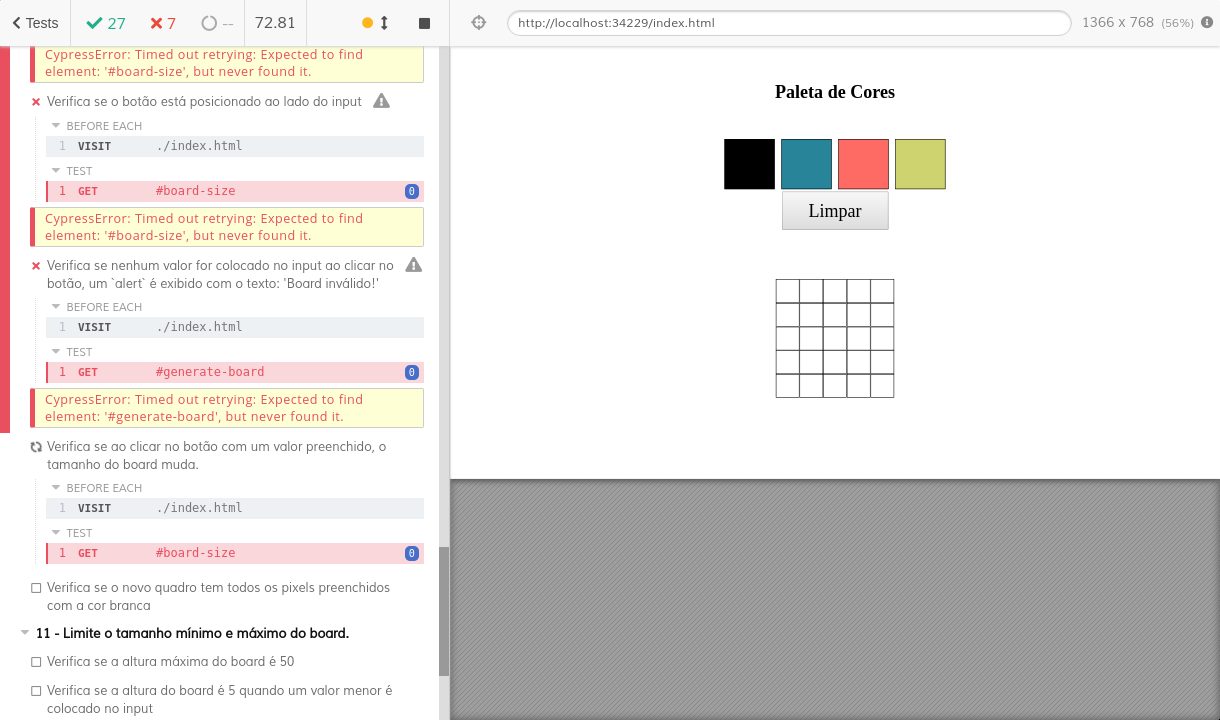 Tests
27
7
--
72.81
http://localhost:34229/index.html
1366 x 768 (56%)
CypressError: Timed out retrying: Expected to find
element: '#board-size', but never found it.
Verifica se o botão está posicionado ao lado do input
BEFORE EACH
1 VISIT ./index.html
TEST
1 GET #board-size 0
CypressError: Timed out retrying: Expected to find
element: '#board-size', but never found it.
Verifica se nenhum valor for colocado no input ao clicar no
botão, um `alert` é exibido com o texto: 'Board inválido!'
BEFORE EACH
1 VISIT ./index.html
TEST
1 GET #generate-board 0
CypressError: Timed out retrying: Expected to find
element: '#generate-board', but never found it.
Verifica se ao clicar no botão com um valor preenchido, o
tamanho do board muda.
BEFORE EACH
1 VISIT ./index.html
TEST
1 GET #board-size 0
Verifica se o novo quadro tem todos os pixels preenchidos
com a cor branca
11 - Limite o tamanho mínimo e máximo do board.
Verifica se a altura máxima do board é 50
Verifica se a altura do board é 5 quando um valor menor é
colocado no input
Paleta de Cores
Limpar